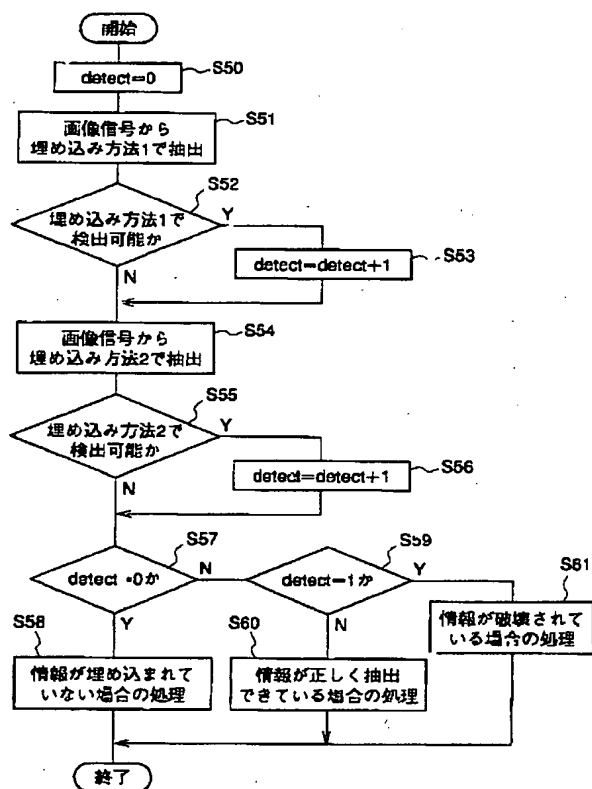 開始
detect=0
S50
画像信号から
埋め込み方法1で抽出
S51
S52
埋め込み方法1で
検出可能か
Y
N
detect=detect+1
S53
画像信号から
埋め込み方法2で抽出
S54
S55
埋め込み方法2で
検出可能か
Y
N
detect=detect+1
S56
S57
detect=0か
N
Y
S59
detect=1か
Y
N
S58
情報が埋め込まれて
いない場合の処理
S60
情報が正しく抽出
できている場合の処理
S61
情報が破壊されて
いる場合の処理
終了